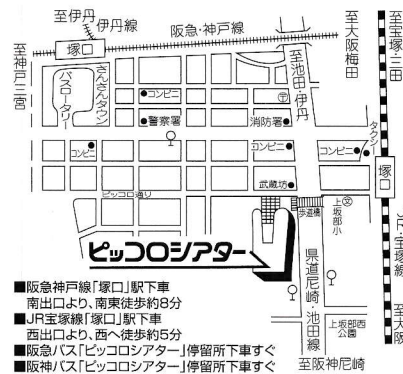 至伊丹
伊丹線
阪急・神戸線
塚口
至神戸三宮
至池田・伊丹
至大阪梅田
至宝塚・三田
バスロータリー
さんさんタウン
コンビニ
警察署
消防署
コンビニ
コンビニ
コンビニ
タクシー
塚口
武蔵坊
ピッコロ通り
歩道橋
上坂部小
文
JR・宝塚線
ピッコロシアター
県道尼崎・池田線
上坂部西公園
至大阪
至阪神尼崎
■阪急神戸線「塚口」駅下車
南出口より、南東徒歩約8分
■JR宝塚線「塚口」駅下車
西出口より、西へ徒歩約5分
■阪急バス「ピッコロシアター」停留所下車すぐ
■阪神バス「ピッコロシアター」停留所下車すぐ